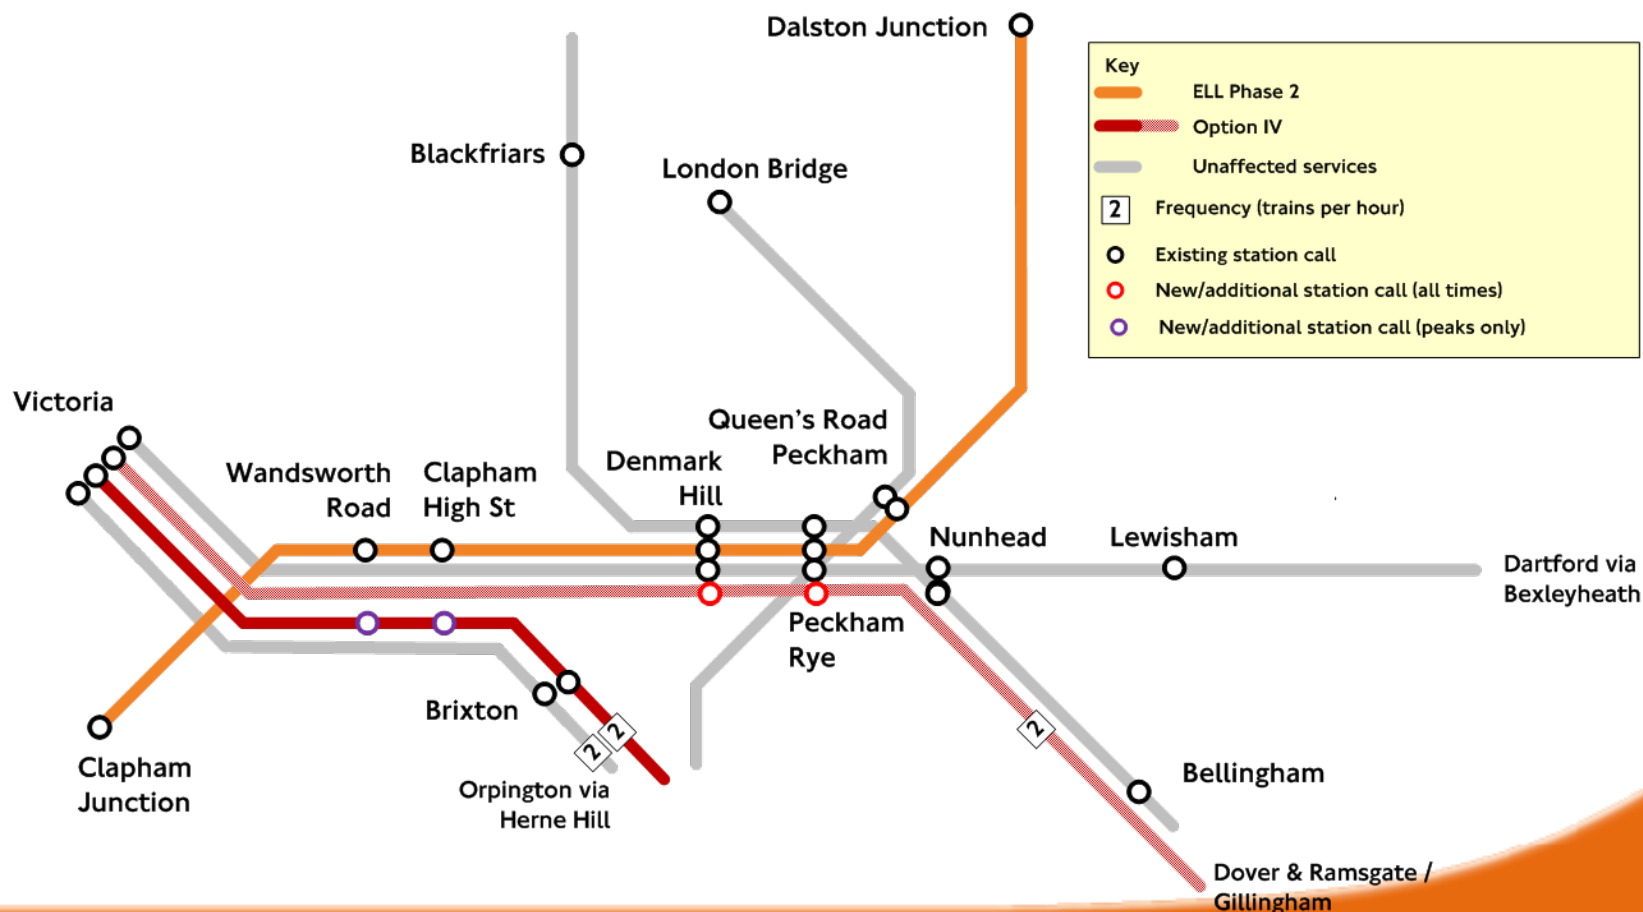 Dalston Junction
Key
ELL Phase 2
Option IV
Unaffected services
2
Frequency (trains per hour)
Existing station call
New/additional station call (all times)
New/additional station call (peaks only)
Blackfriars
London Bridge
Victoria
Queen's Road
Peckham
Denmark
Hill
Wandsworth
Road
Clapham
High St
Nunhead
Lewisham
Dartford via
Bexleyheath
Peckham
Rye
Brixton
2
2
2
Clapham
Junction
Orpington via
Herne Hill
Bellingham
Dover & Ramsgate /
Gillingham